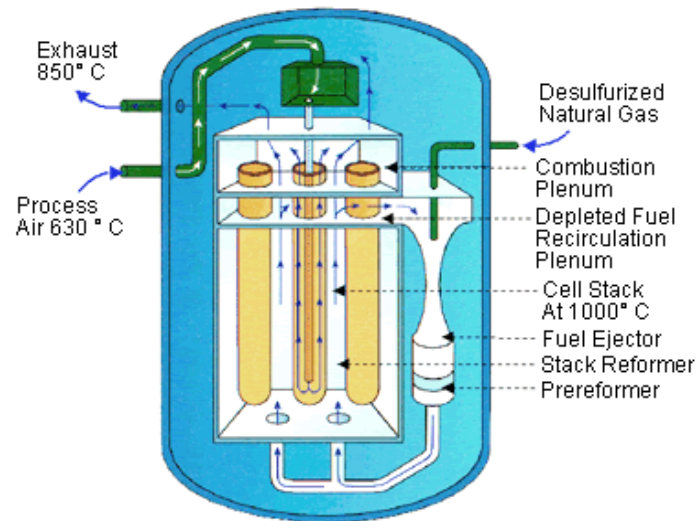 Exhaust
850° C
Process
Air 630 ° C
Desulfurized
Natural Gas
Combustion
Plenum
Depleted Fuel
Recirculation
Plenum
Cell Stack
At 1000° C
Fuel Ejector
Stack Reformer
Prereformer